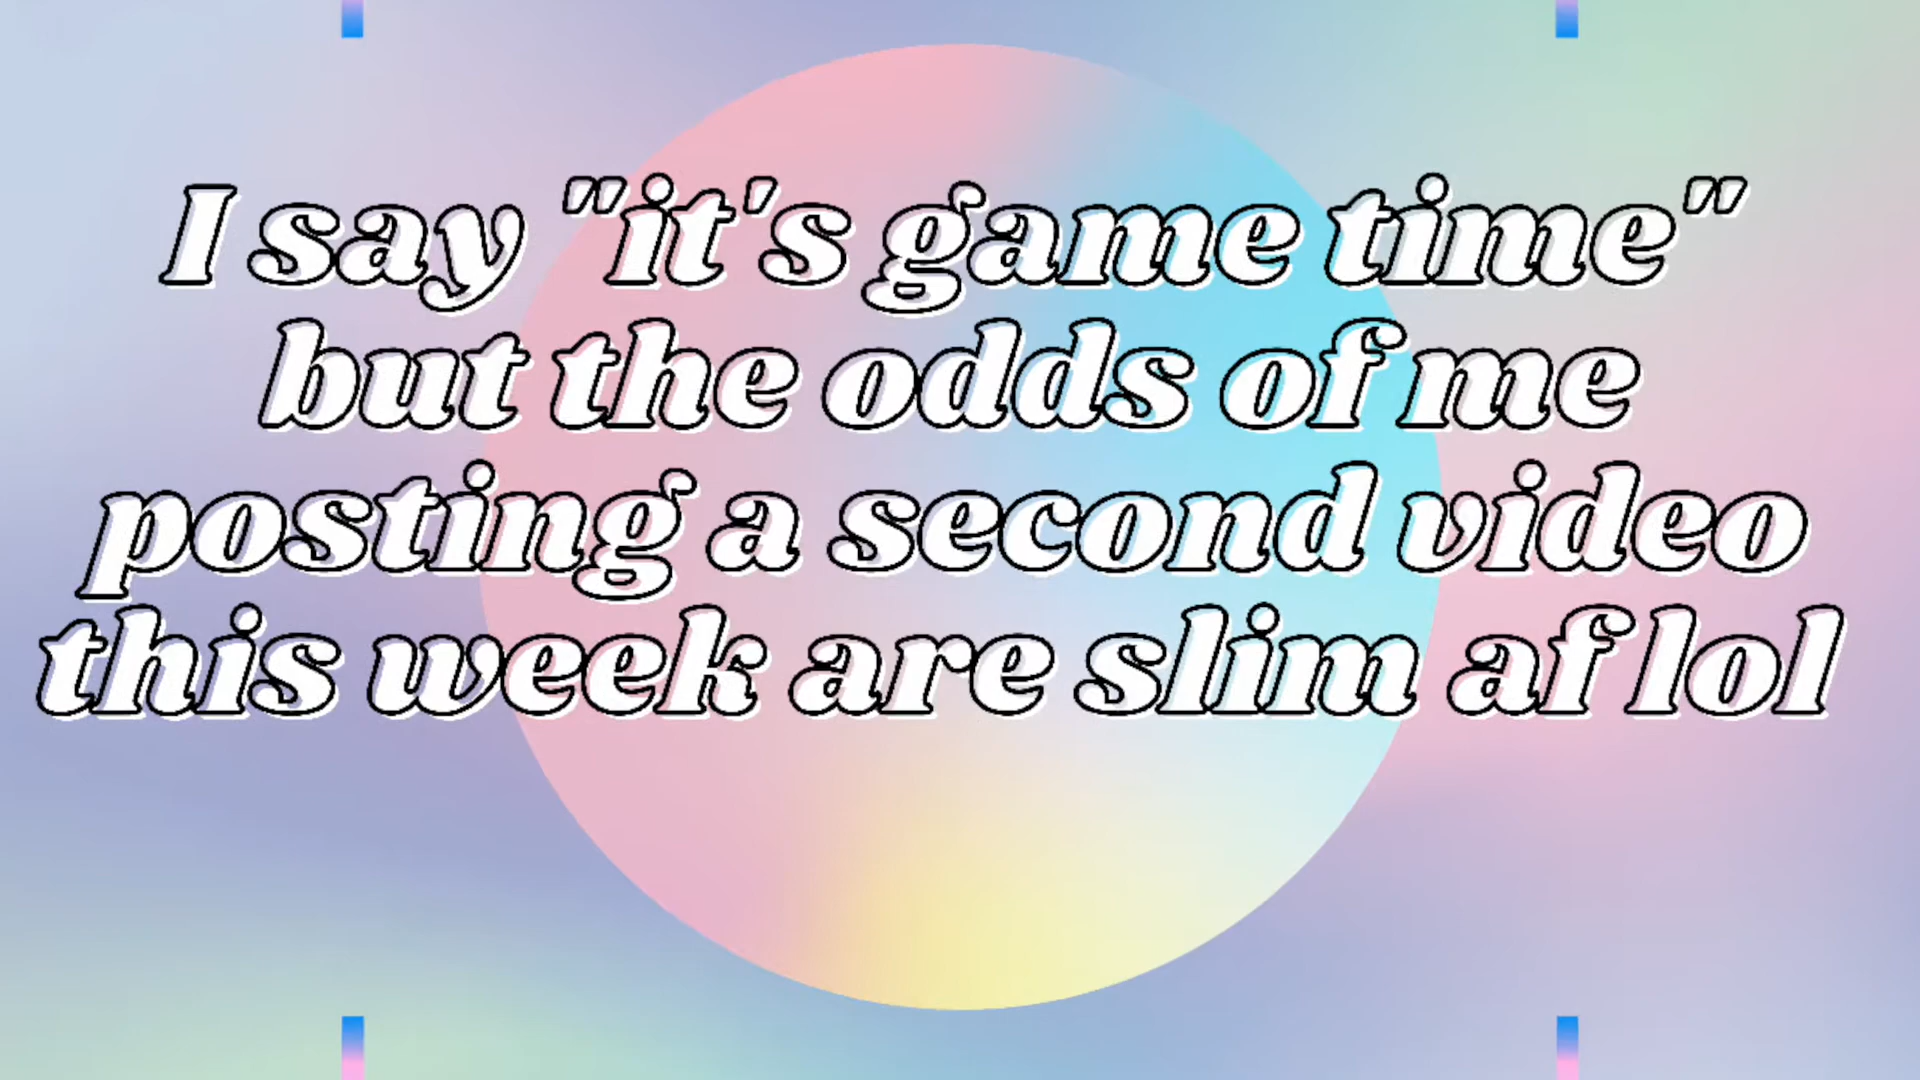 I say "it's game time"
but the odds of me
posting a second video
this week are slim af lol